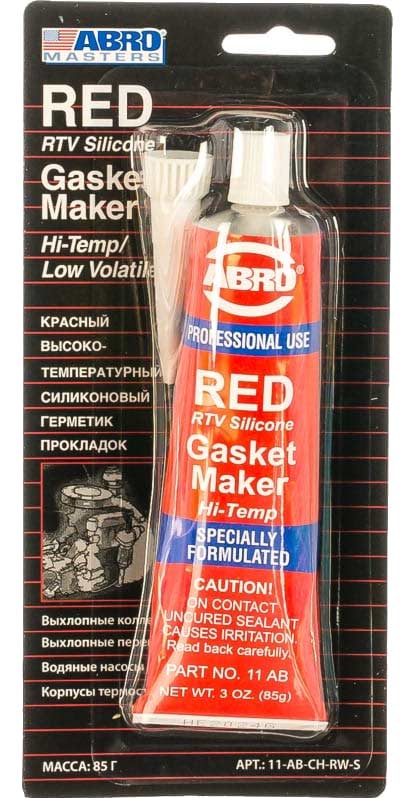 ABRO
MASTERS
RED
RTV Silicone
Gasket
Maker
Hi-Temp/
Low Volatile
КРАСНЫЙ
ВЫСОКО-
ТЕМПЕРАТУРНЫЙ
СИЛИКОНОВЫЙ
ГЕРМЕТИК
ПРОКЛАДОК
Выхлопные
Выхлопные
Водяные насосы
Корпусы
МАССА: 85 Г
АРТ.: 11-AB-CH-RW-S
ABRO®
PROFESSIONAL USE
RED
RTV Silicone
Gasket
Maker
Hi-Temp
SPECIALLY
FORMULATED
CAUTION!
ON CONTACT
UNCURED SEALANT
CAUSES IRRITATION.
Read back carefully.
PART NO. 11 AB
NET WT. 3 OZ. (85g)